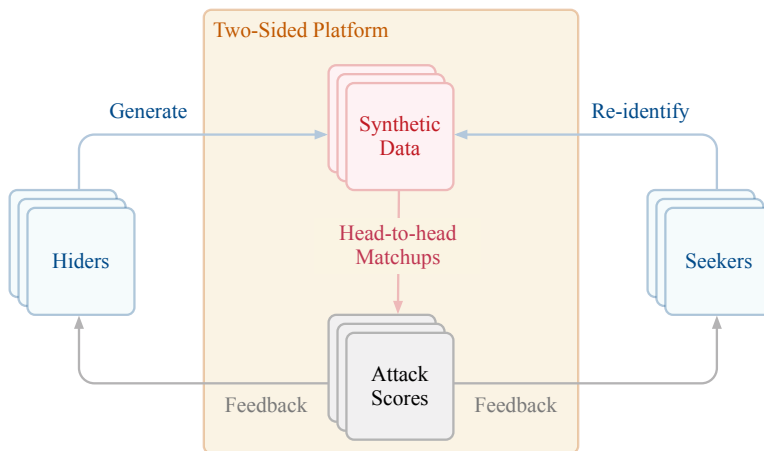 Two-Sided Platform
Generate
Re-identify
Synthetic
Data
Hiders
Head-to-head
Matchups
Seekers
Attack
Scores
Feedback
Feedback